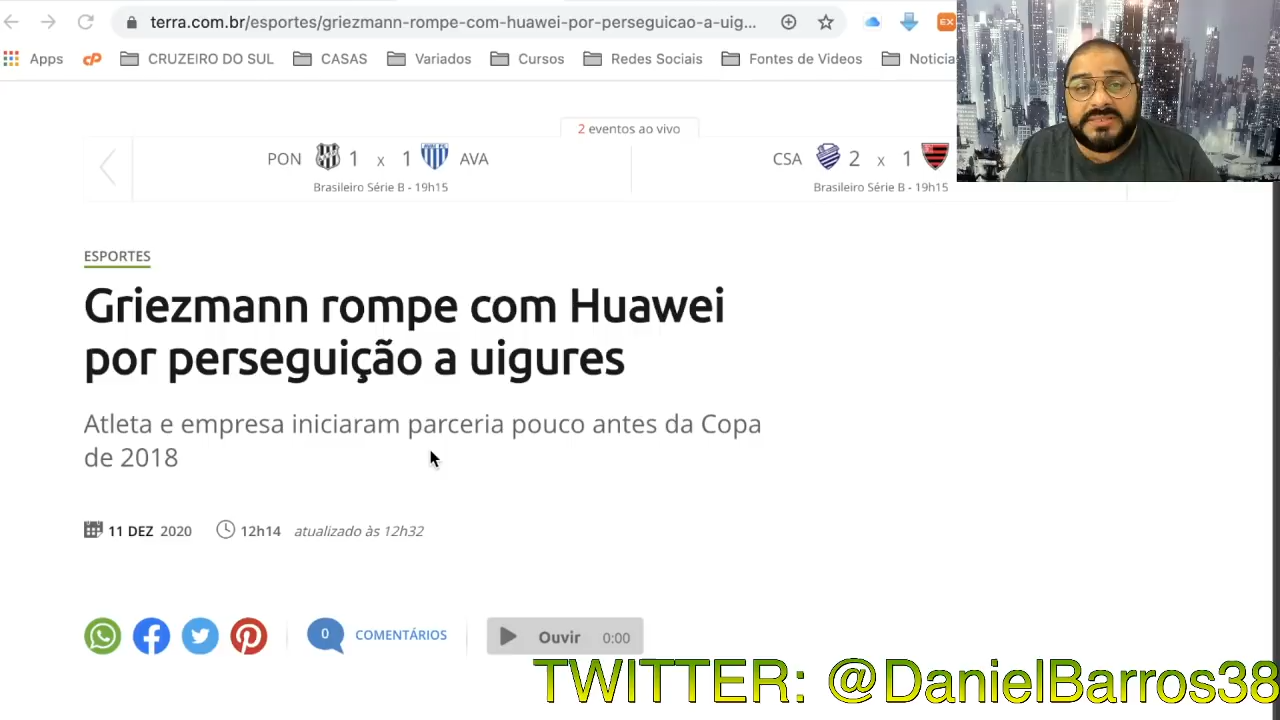 terra.com.br/esportes/griezmann-rompe-com-huawei-por-perseguicao-a-uig...
EX
Apps
cP
CRUZEIRO DO SUL
CASAS
Variados
Cursos
Redes Sociais
Fontes de Videos
Noticia
2 eventos ao vivo
PON 1 x 1 AVA
Brasileiro Série B - 19h15
CSA 2 x 1
Brasileiro Série B - 19h15
ESPORTES
Griezmann rompe com Huawei
por perseguição a uigures
Atleta e empresa iniciaram parceria pouco antes da Copa
de 2018
11 DEZ 2020 12h14 atualizado às 12h32
0 COMENTÁRIOS
Ouvir 0:00
TWITTER: @DanielBarros38